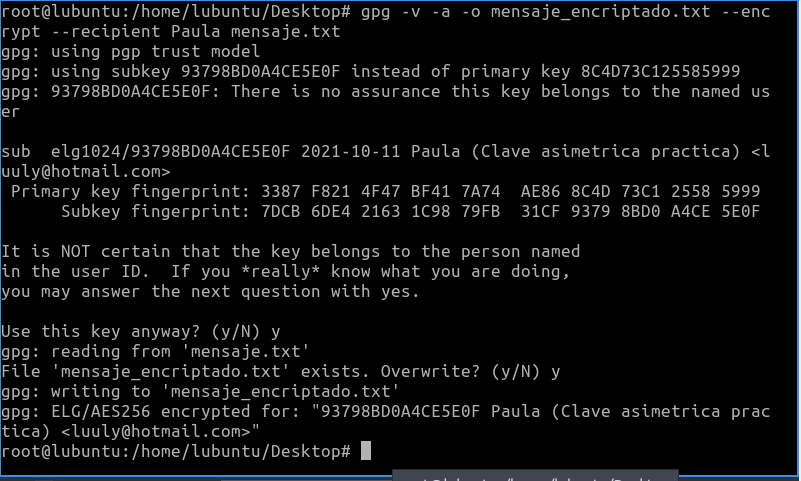 root@lubuntu:/home/lubuntu/Desktop# gpg -v -a -o mensaje_encriptado.txt --enc
rypt --recipient Paula mensaje.txt
gpg: using pgp trust model
gpg: using subkey 93798BD0A4CE5E0F instead of primary key 8C4D73C125585999
gpg: 93798BD0A4CE5E0F: There is no assurance this key belongs to the named us
er

sub  elg1024/93798BD0A4CE5E0F 2021-10-11 Paula (Clave asimetrica practica) <l
uuly@hotmail.com>
 Primary key fingerprint: 3387 F821 4F47 BF41 7A74  AE86 8C4D 73C1 2558 5999
      Subkey fingerprint: 7DCB 6DE4 2163 1C98 79FB  31CF 9379 8BD0 A4CE 5E0F

It is NOT certain that the key belongs to the person named
in the user ID.  If you *really* know what you are doing,
you may answer the next question with yes.

Use this key anyway? (y/N) y
gpg: reading from 'mensaje.txt'
File 'mensaje_encriptado.txt' exists. Overwrite? (y/N) y
gpg: writing to 'mensaje_encriptado.txt'
gpg: ELG/AES256 encrypted for: "93798BD0A4CE5E0F Paula (Clave asimetrica prac
tica) <luuly@hotmail.com>"
root@lubuntu:/home/lubuntu/Desktop#